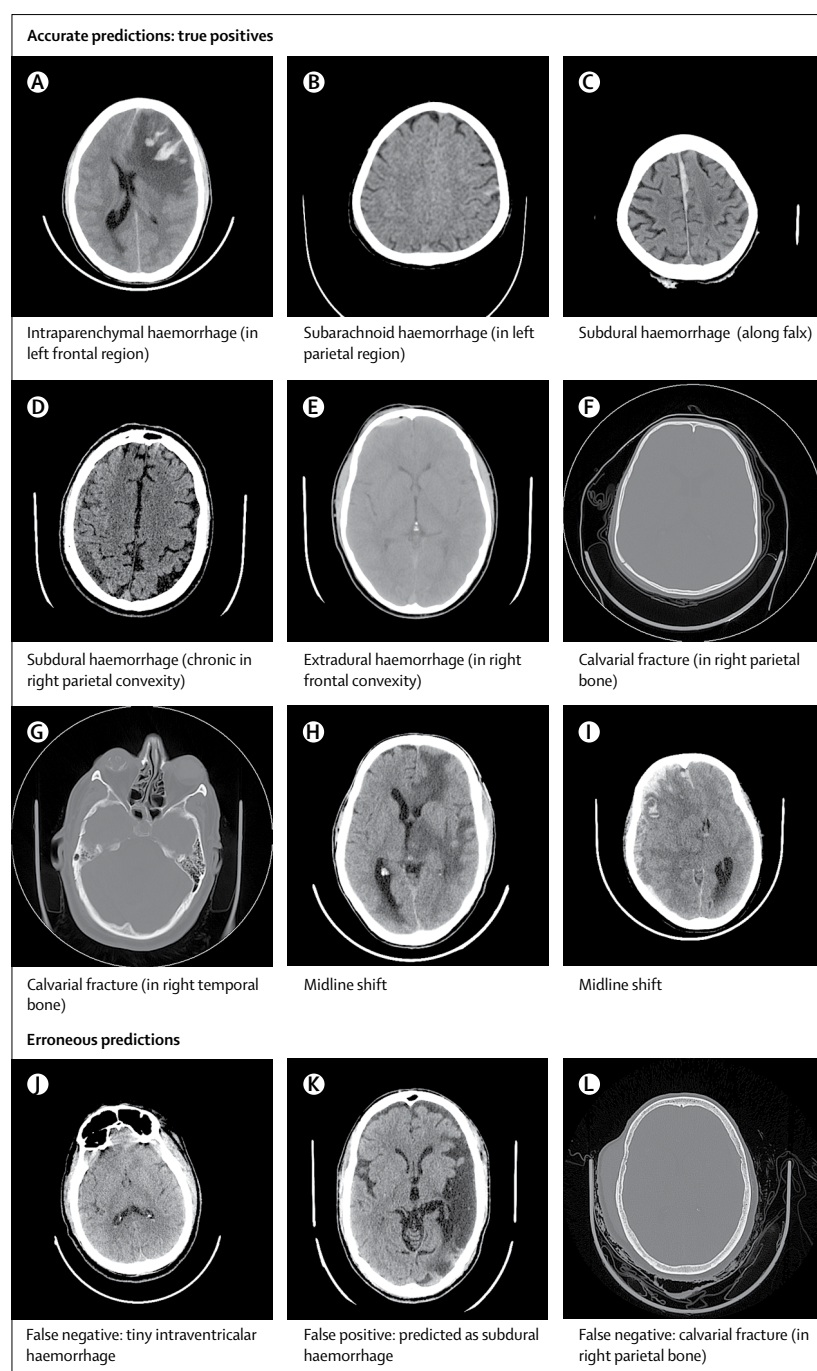 Accurate predictions: true positives
A
B
C
Intraparenchymal haemorrhage (in
left frontal region)
Subarachnoid haemorrhage (in left
parietal region)
Subdural haemorrhage (along falx)
D
E
F
Subdural haemorrhage (chronic in
right parietal convexity)
Extradural haemorrhage (in right
frontal convexity)
Calvarial fracture (in right parietal
bone)
G
H
I
Calvarial fracture (in right temporal
bone)
Midline shift
Midline shift
Erroneous predictions
J
K
L
False negative: tiny intraventricalar
haemorrhage
False positive: predicted as subdural
haemorrhage
False negative: calvarial fracture (in
right parietal bone)